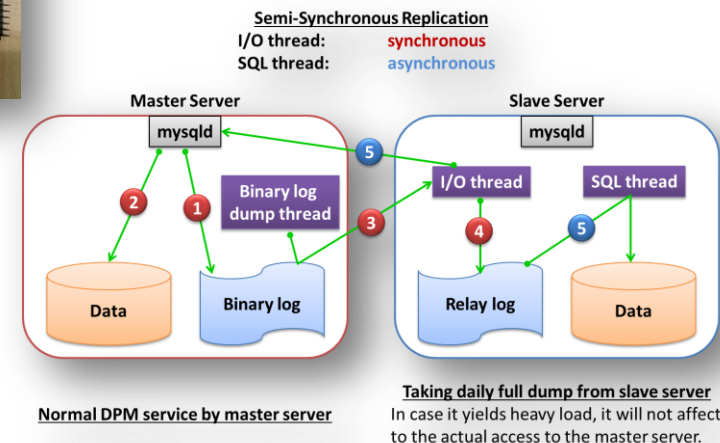 Semi-Synchronous Replication
I/O thread: synchronous
SQL thread: asynchronous
Master Server
Slave Server
mysqld
mysqld
5
Binary log
dump thread
I/O thread
SQL thread
2
1
3
4
5
Data
Binary log
Relay log
Data
Normal DPM service by master server
Taking daily full dump from slave server
In case it yields heavy load, it will not affect
to the actual access to the master server.